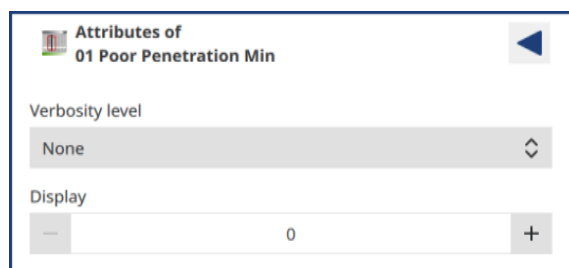 Attributes of
01 Poor Penetration Min
Verbosity level
None
Display
0